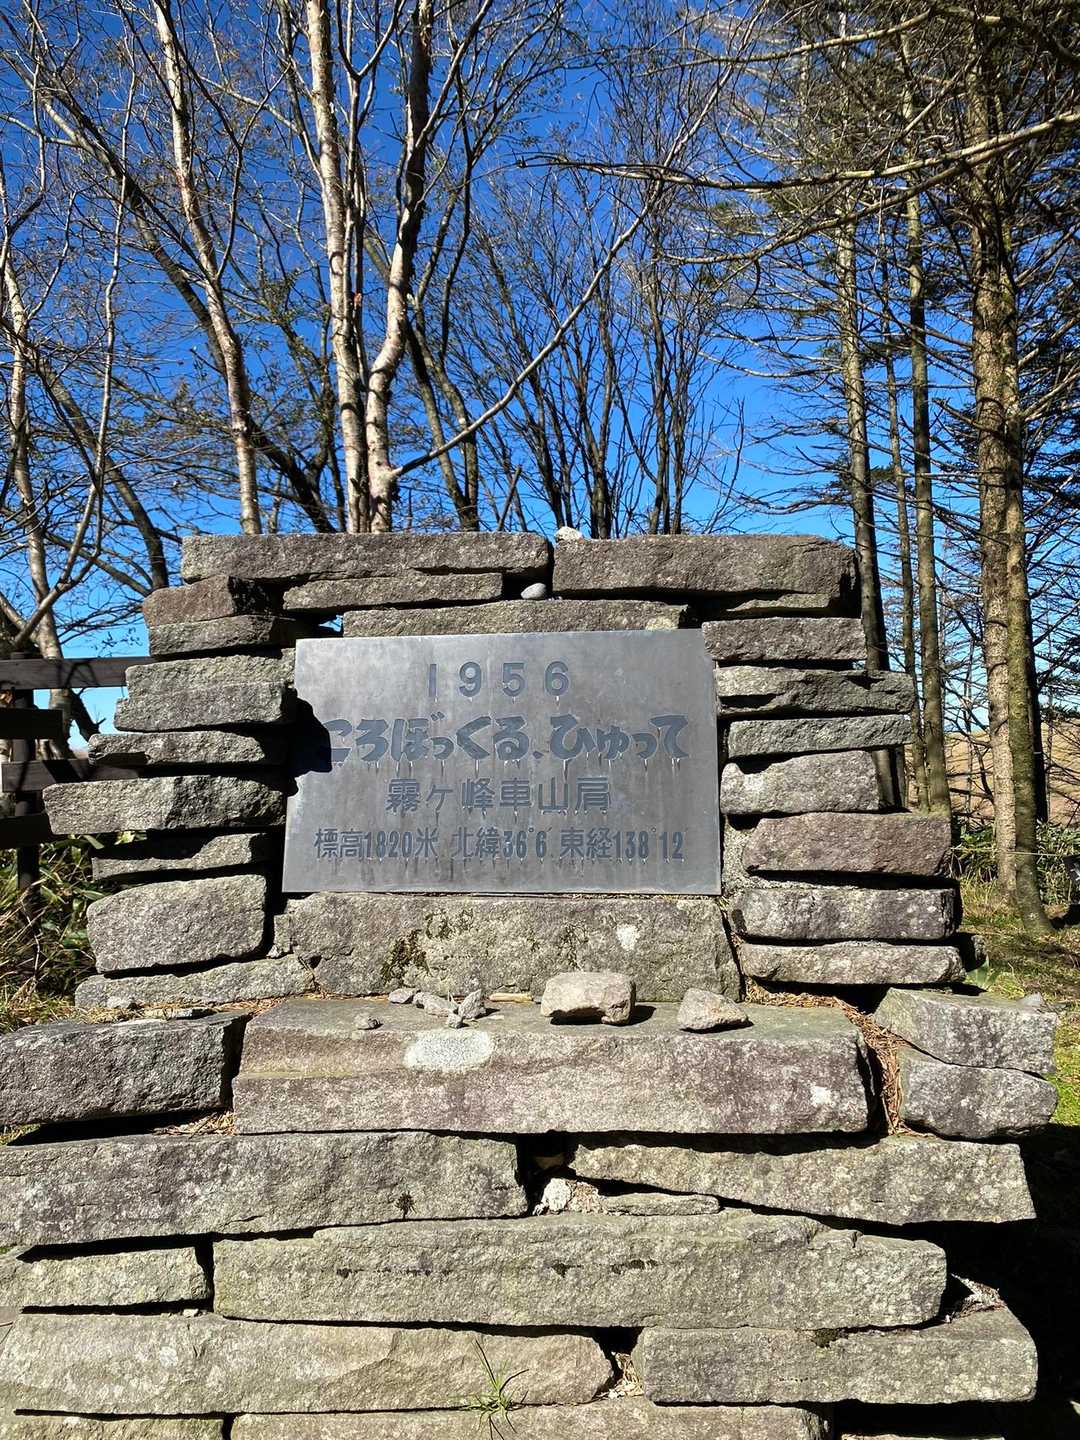 1956
ころぼっくる、ひゅって
霧ヶ峰車山肩
標高1820米 北緯36°6′ 東経138°12′